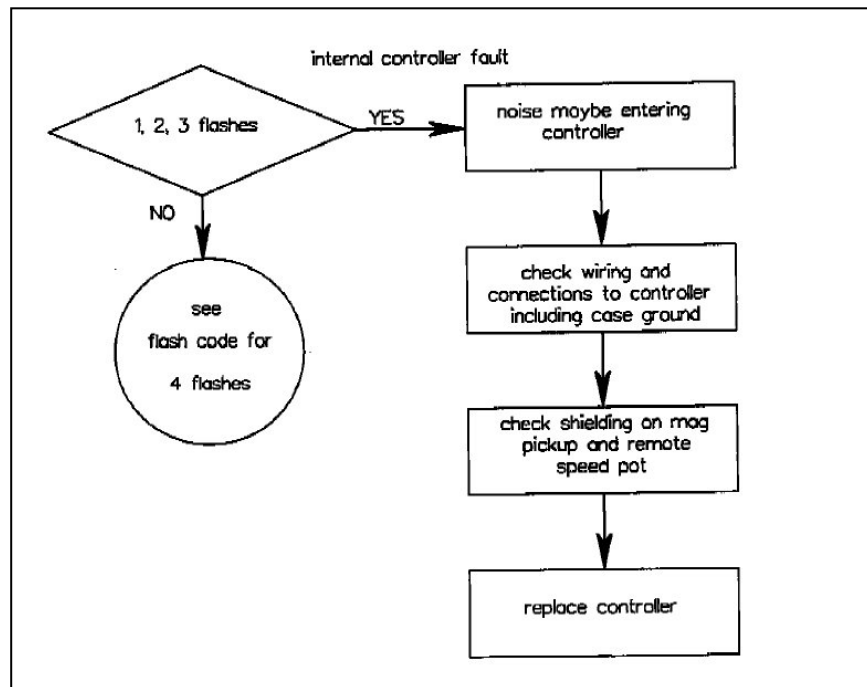 internal controller fault
1, 2, 3 flashes
YES
noise maybe entering
controller
NO
see
flash code for
4 flashes
check wiring and
connections to controller
including case ground
check shielding on mag
pickup and remote
speed pot
replace controller